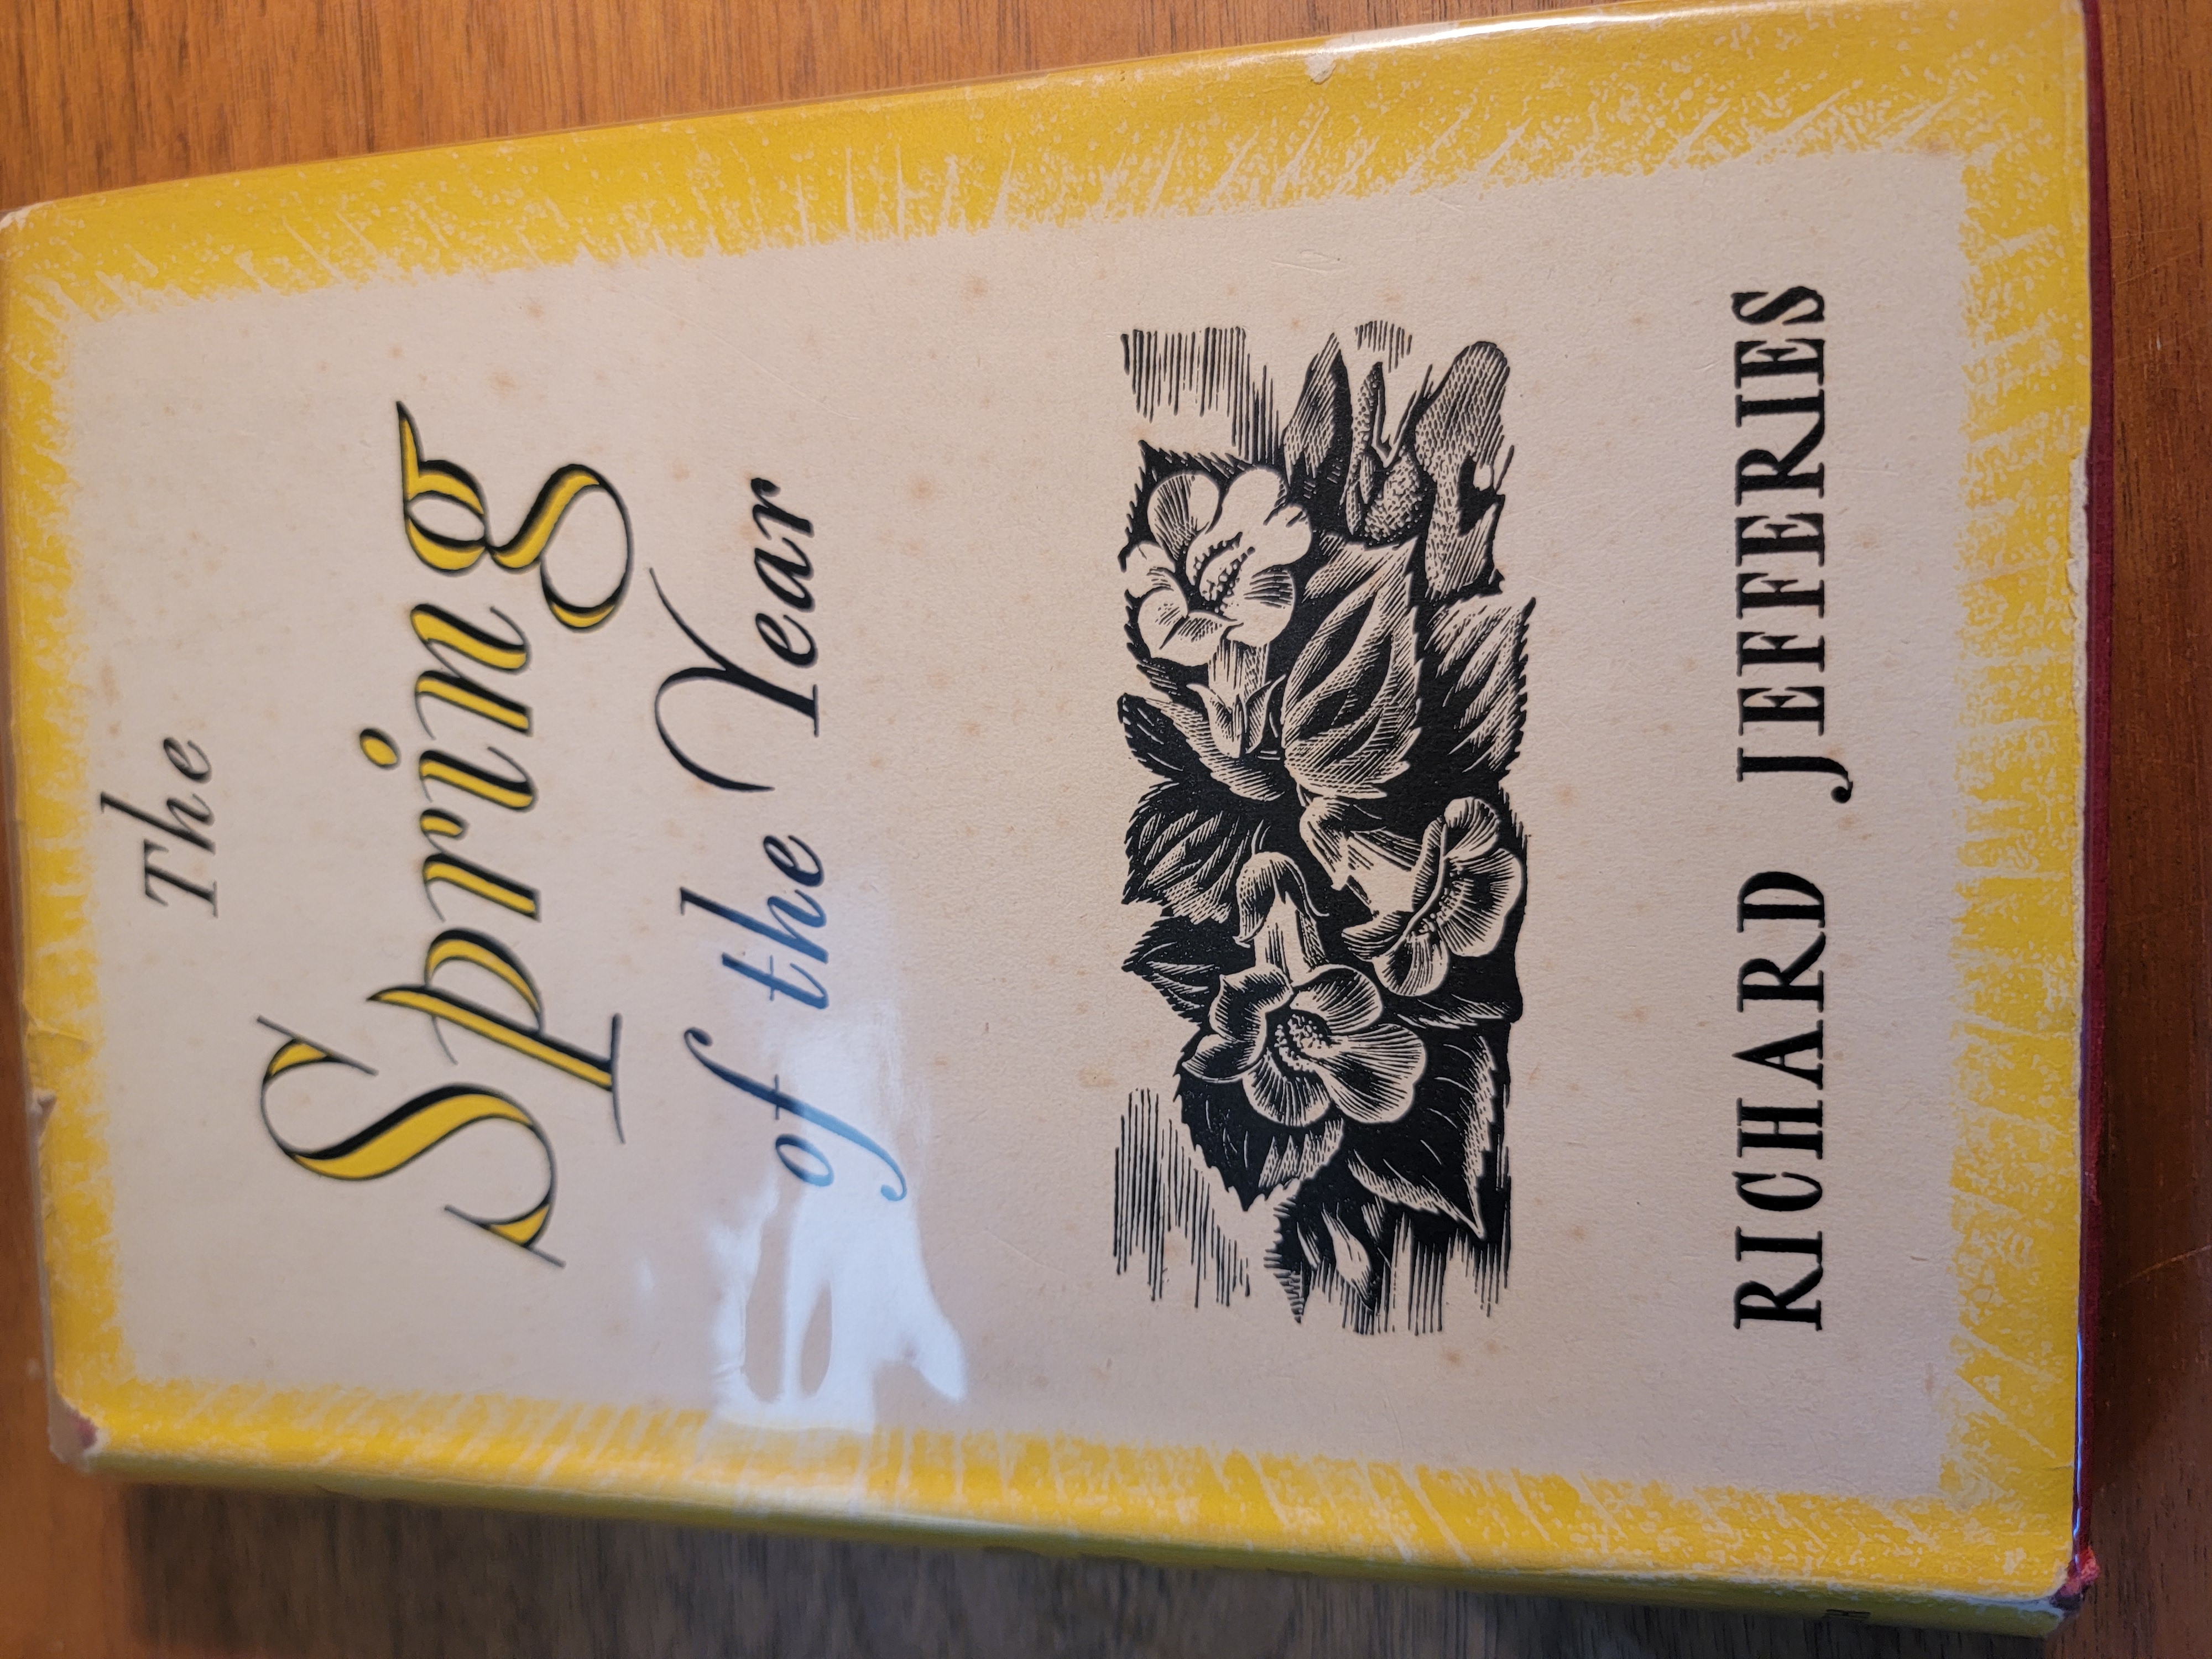 The
Spring
of the Year
RICHARD JEFFERIES